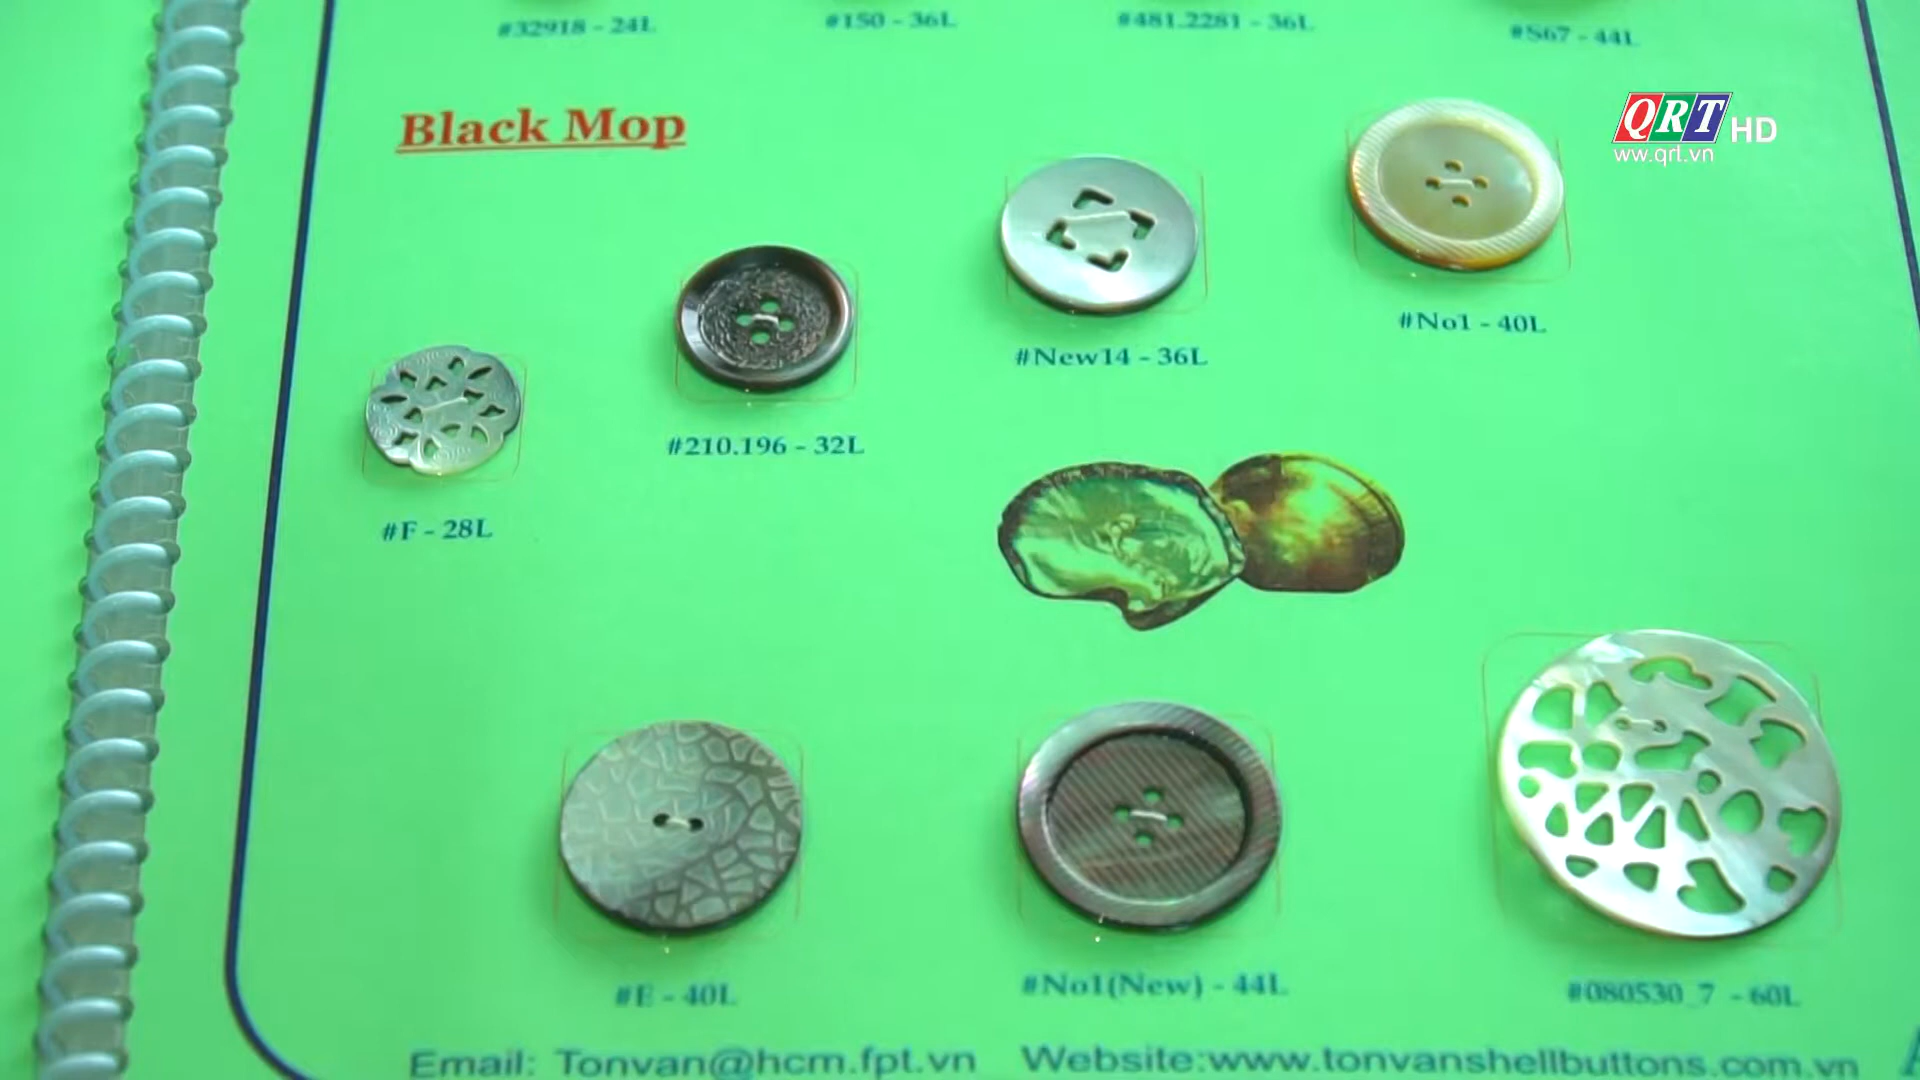 #32918 - 24L
#150 - 36L
#481.2281 - 36L
#S67 - 44L
Black Mop
QRT HD
ww.qrt.vn
#No1 - 40L
#New14 - 36L
#210.196 - 32L
#F - 28L
#E - 40L
#No1(New) - 44L
#080530_7 - 60L
Email: Tonvan@hcm.fpt.vn Website:www.tonvanshellbuttons.com.vn